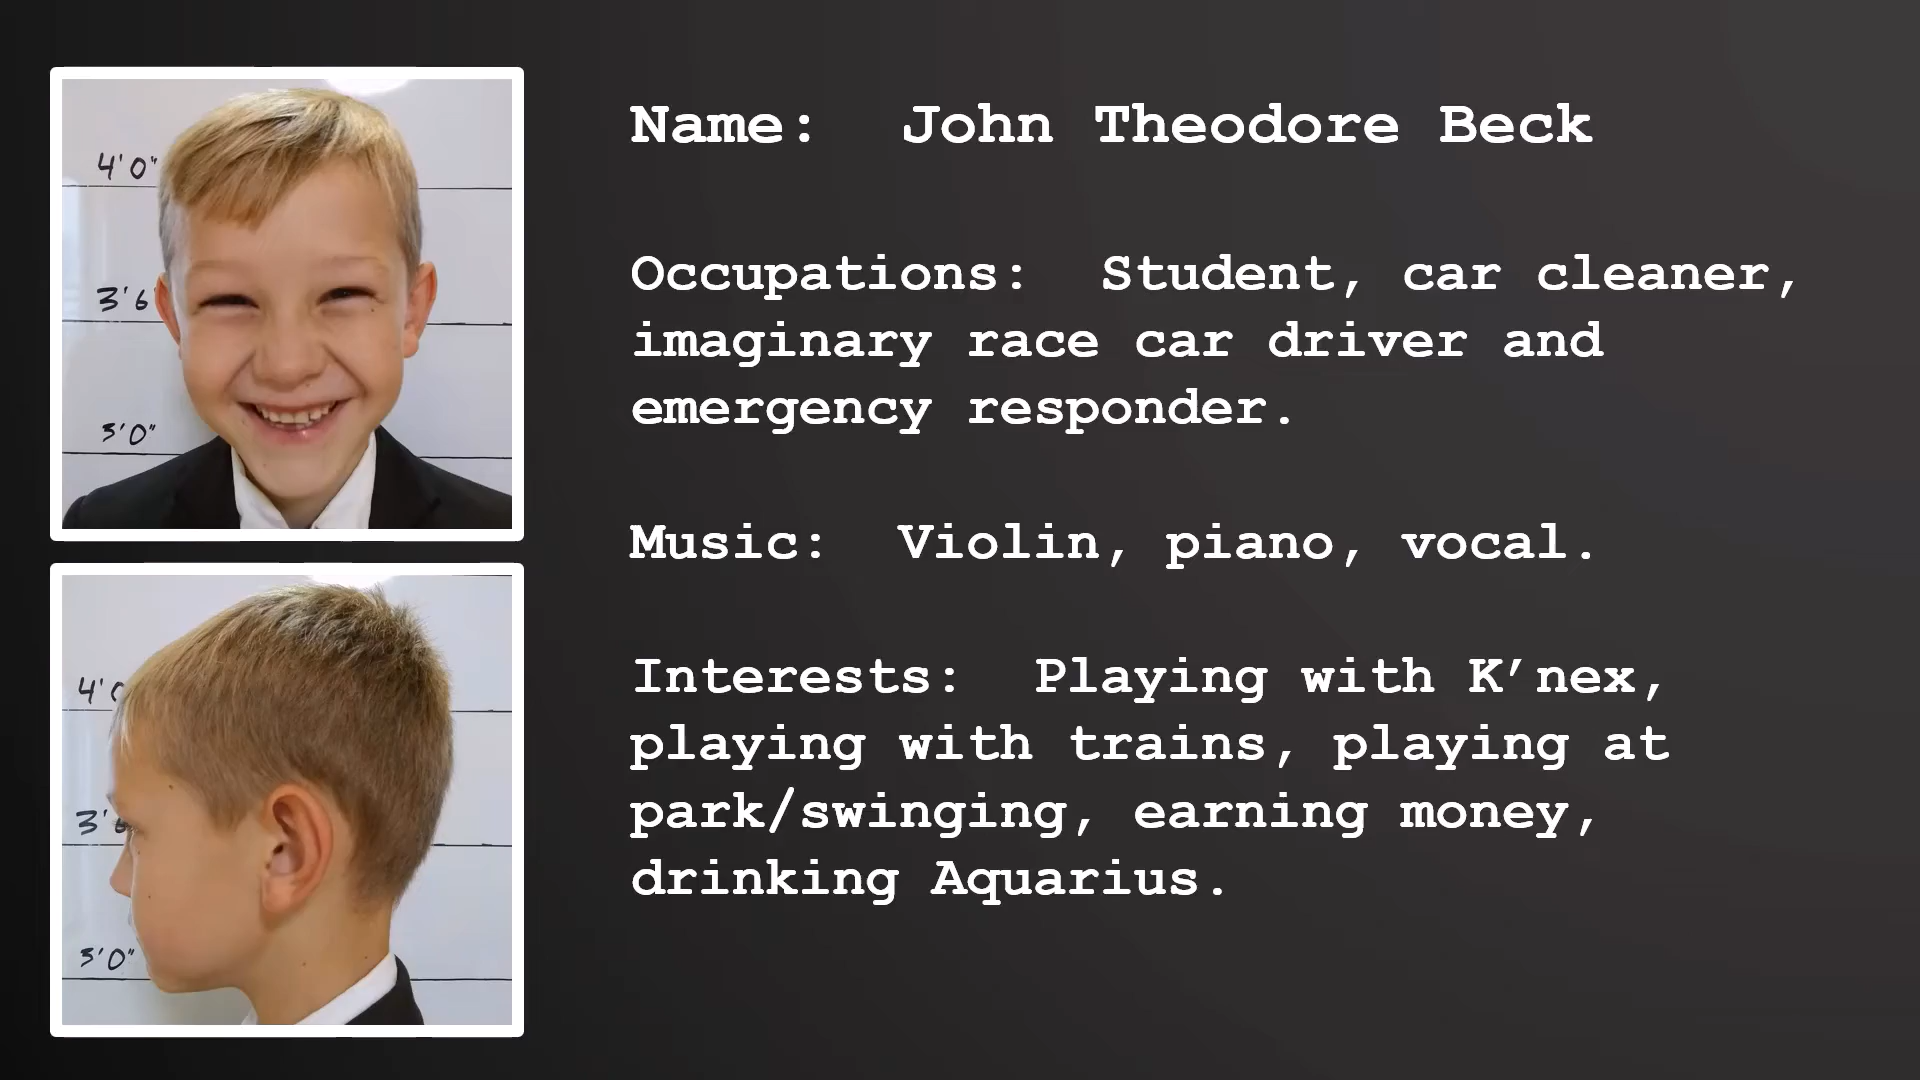 4'0"
3'6
3'0"
4'
3'
3'0"
Name: John Theodore Beck
Occupations: Student, car cleaner,
imaginary race car driver and
emergency responder.
Music: Violin, piano, vocal.
Interests: Playing with K’nex,
playing with trains, playing at
park/swinging, earning money,
drinking Aquarius.